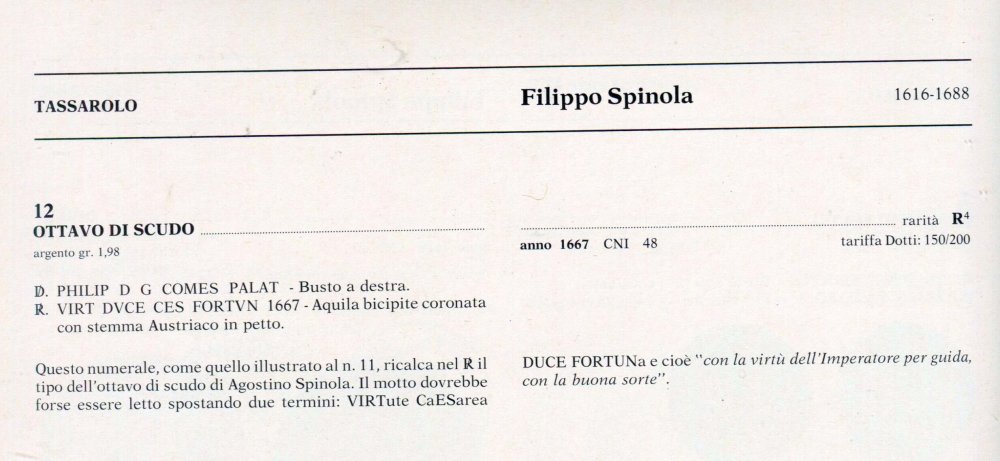 TASSAROLO
Filippo Spinola
1616-1688
12
OTTAVO DI SCUDO
argento gr. 1,98
rarità R⁴
anno 1667 CNI 48
tariffa Dotti: 150/200
D. PHILIP D G COMES PALAT - Busto a destra.
R. VIRT DVCE CES FORTVN 1667 - Aquila bicipite coronata
con stemma Austriaco in petto.
Questo numerale, come quello illustrato al n. 11, ricalca nel R il
tipo dell'ottavo di scudo di Agostino Spinola. Il motto dovrebbe
forse essere letto spostando due termini: VIRTute CaESarea
DUCE FORTUNa e cioè "con la virtù dell'Imperatore per guida,
con la buona sorte".